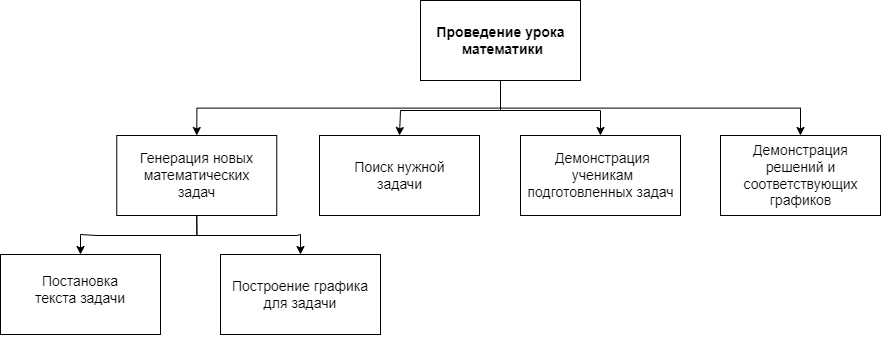 Проведение урока
математики
Генерация новых
математических
задач
Поиск нужной
задачи
Демонстрация
ученикам
подготовленных задач
Демонстрация
решений и
соответствующих
графиков
Постановка
текста задачи
Построение графика
для задачи